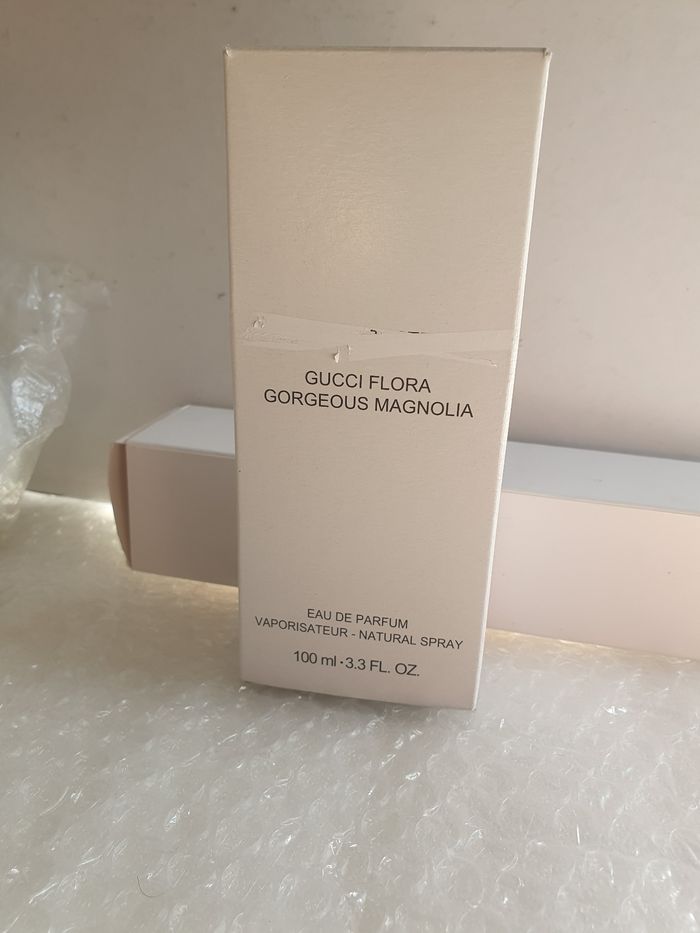 GUCCI FLORA
GORGEOUS MAGNOLIA
EAU DE PARFUM
VAPORISATEUR - NATURAL SPRAY
100 ml · 3.3 FL. OZ.